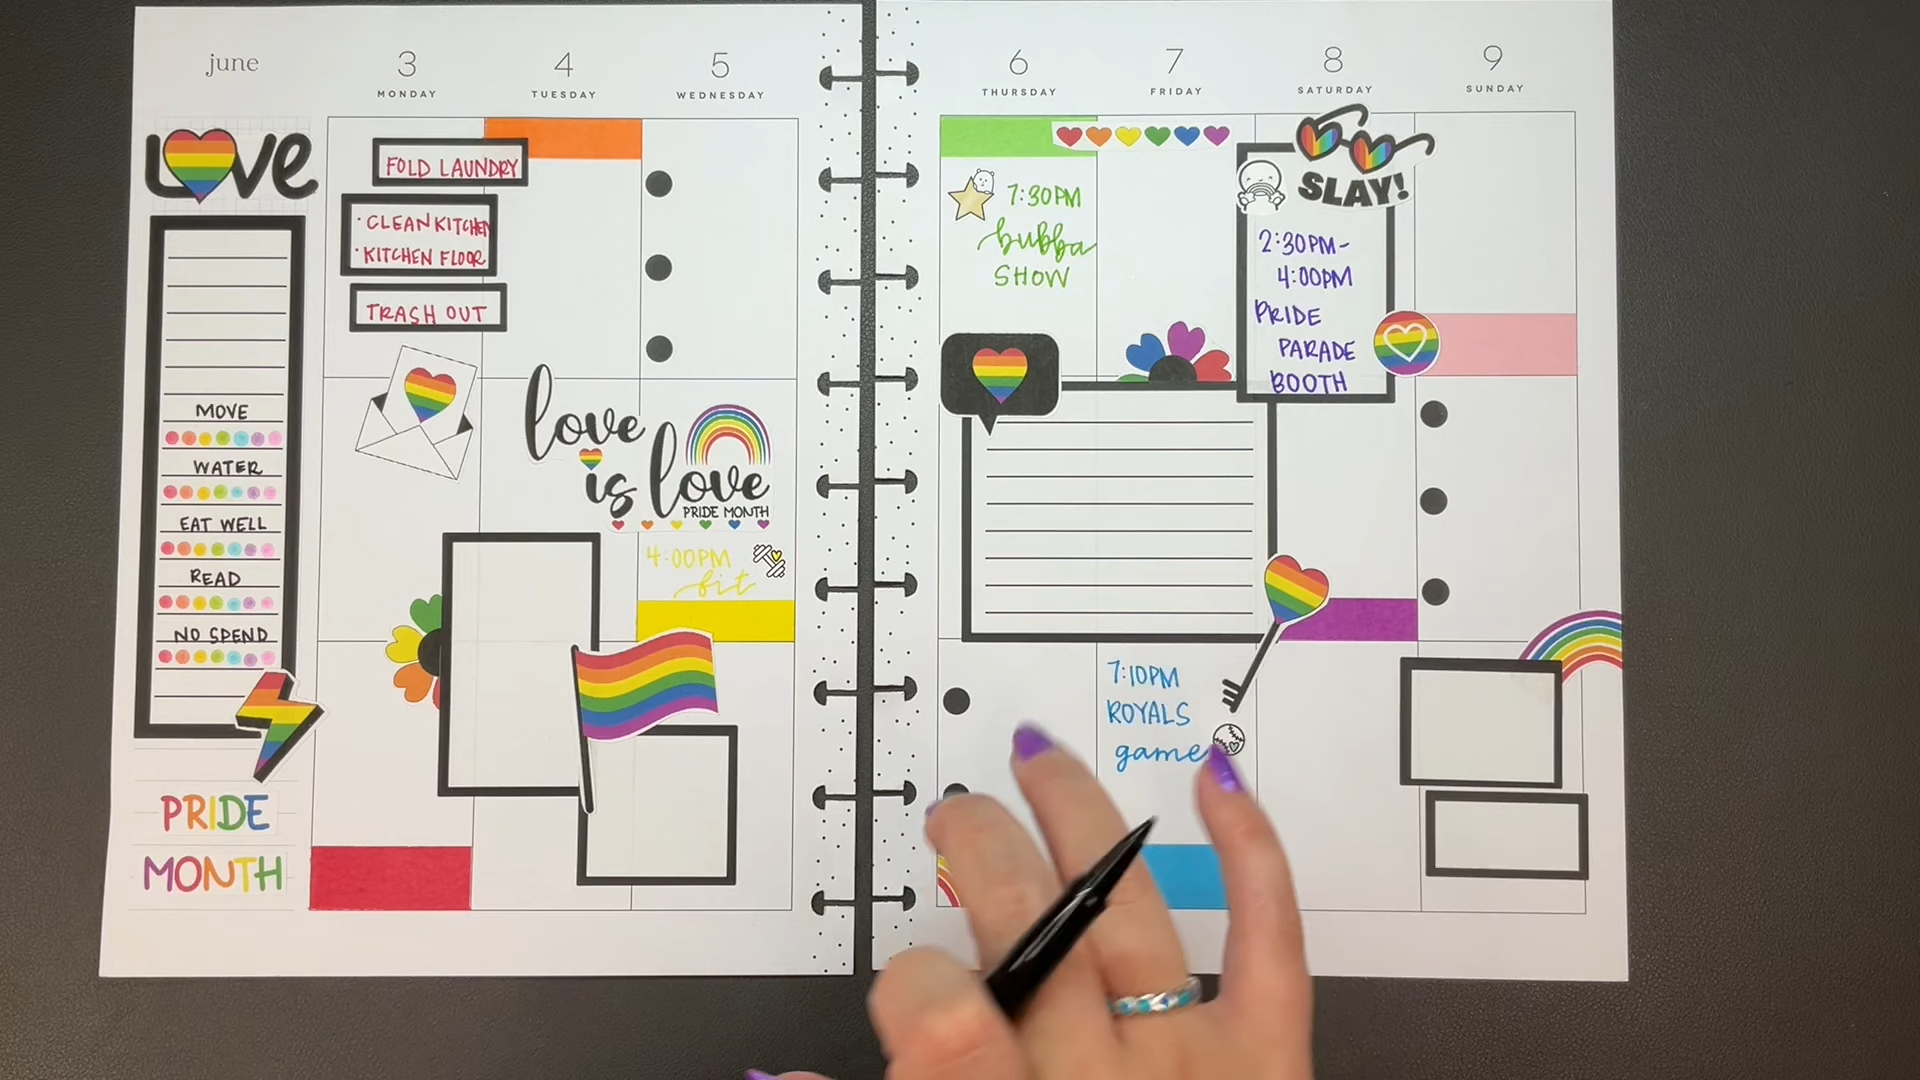 june
3
MONDAY
4
TUESDAY
5
WEDNESDAY
6
THURSDAY
7
FRIDAY
8
SATURDAY
9
SUNDAY
LOVE
MOVE
WATER
EAT WELL
READ
NO SPEND
PRIDE
MONTH
FOLD LAUNDRY
· CLEAN KITCHEN
· KITCHEN FLOOR
TRASH OUT
love
is love
PRIDE MONTH
4:00PM
fit
7:30PM
bubba
SHOW
7:10PM
ROYALS
game
SLAY!
2:30PM-
4:00PM
PRIDE
PARADE
BOOTH